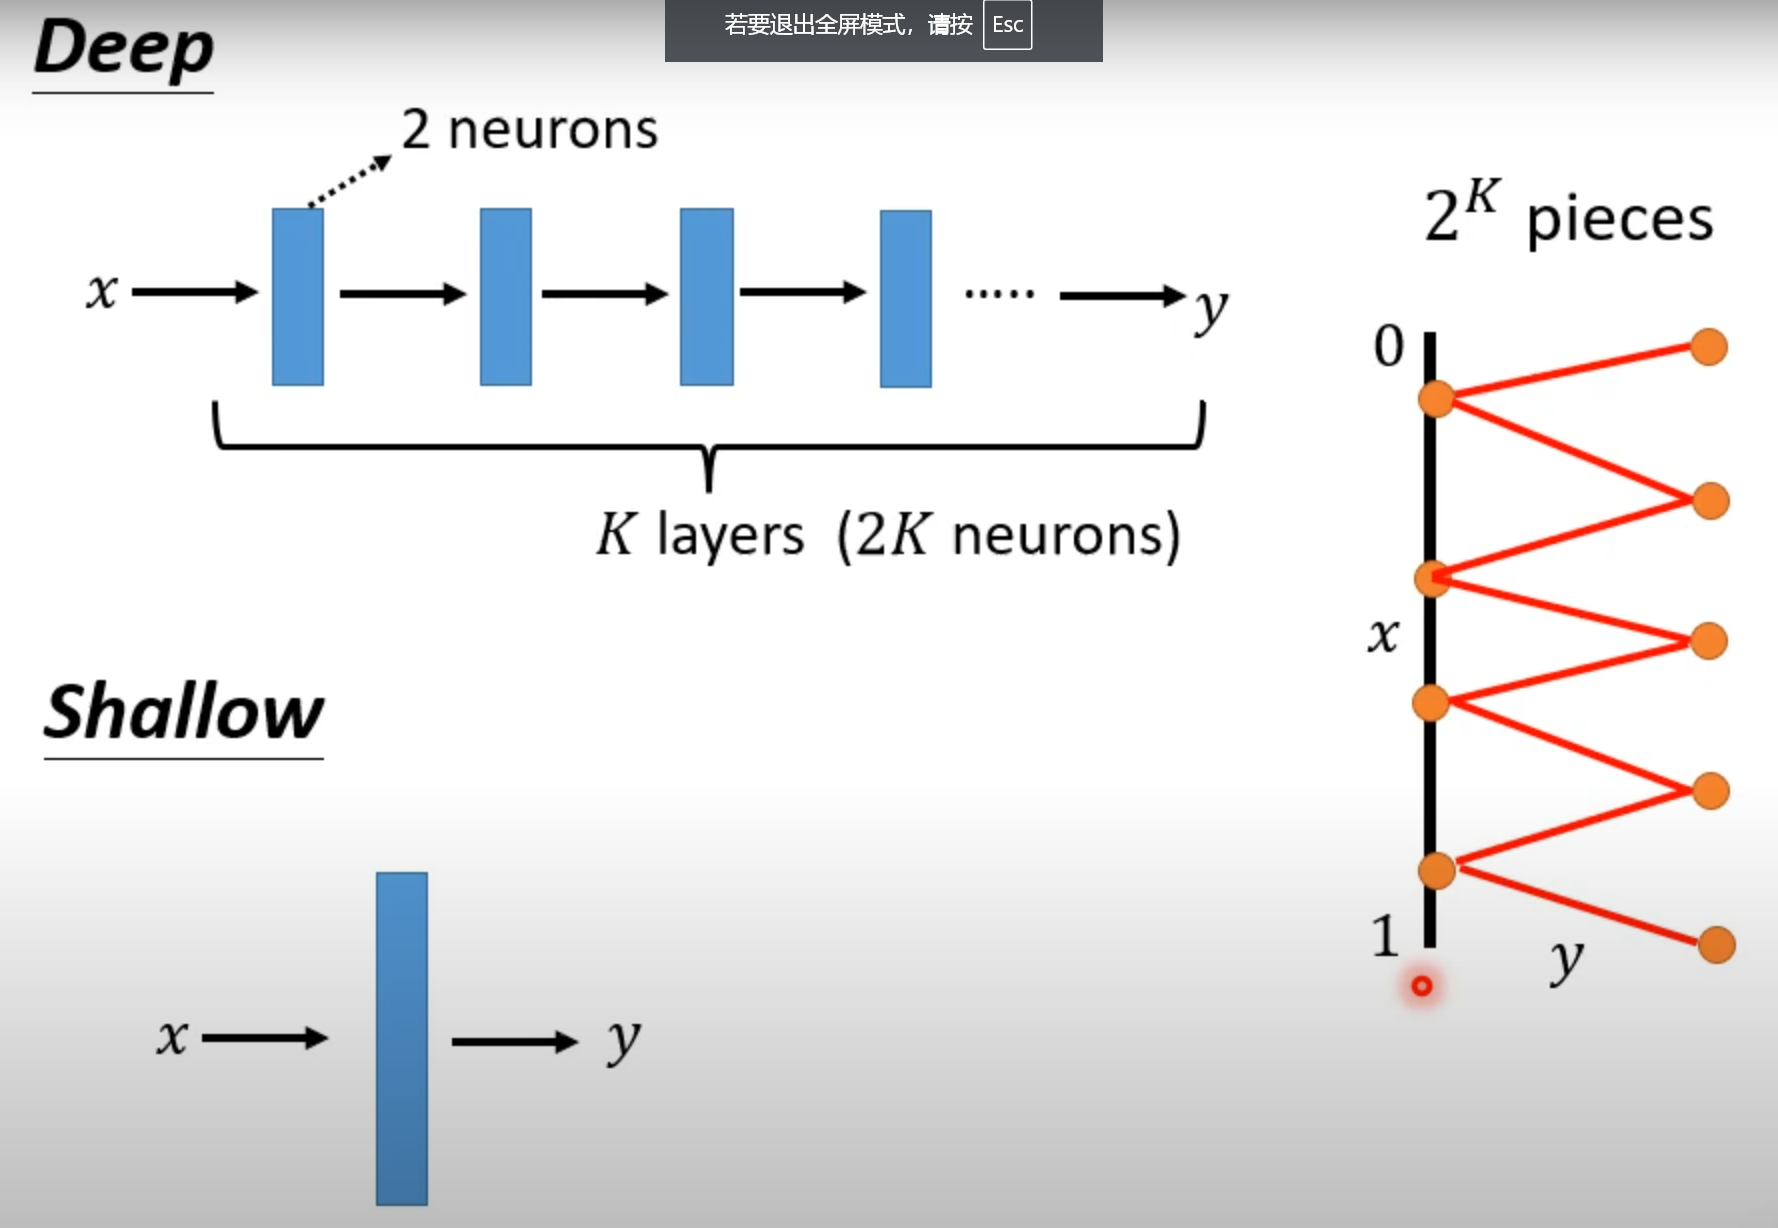 若要退出全屏模式，请按 Esc
Deep
2 neurons
x
.....
y
K layers (2K neurons)
2^K pieces
0
x
1
y
Shallow
x
y